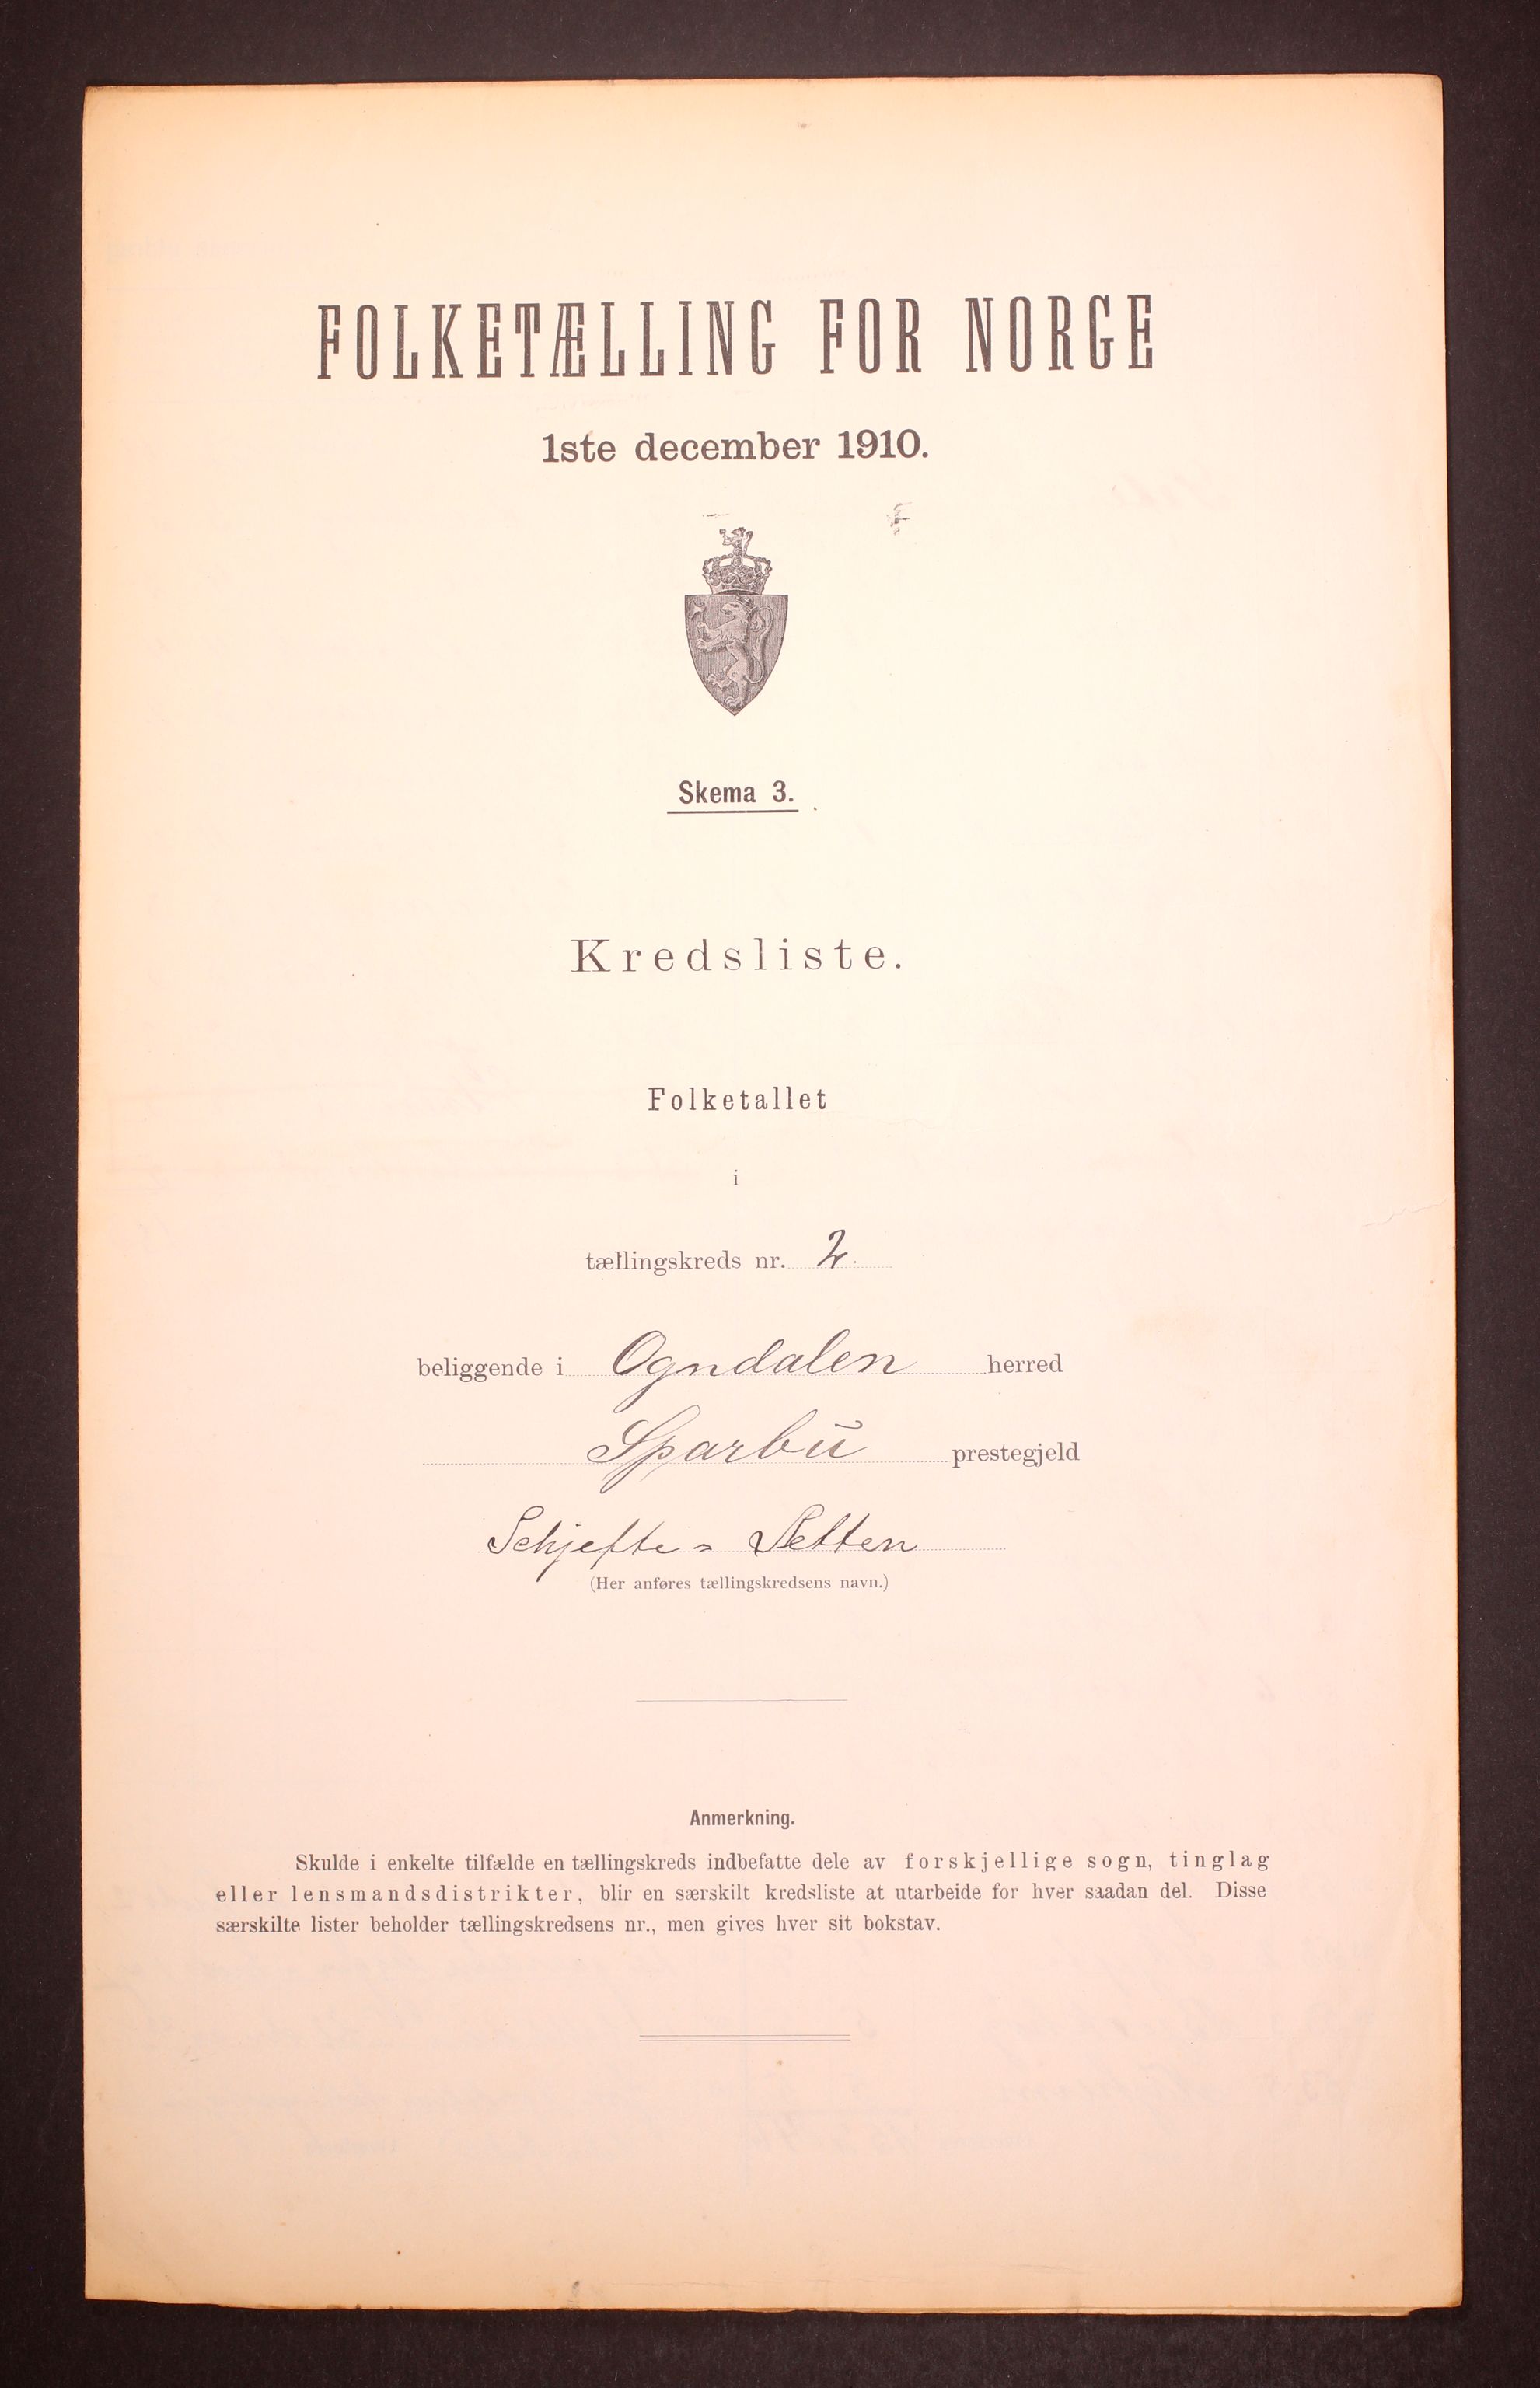 FOLKETÆLLING FOR NORGE
1ste december 1910.
Skema 3.
Kredsliste.
Folketallet
i
tællingskreds nr. 2.
beliggende i Ogndalen herred
Sparbu prestegjeld
Schjefte = Letten
(Her anføres tællingskredsens navn.)
Anmerkning.
Skulde i enkelte tilfælde en tællingskreds indbefatte dele av forskjellige sogn, tinglag
eller lensmandsdistrikter, blir en særskilt kredsliste at utarbeide for hver saadan del. Disse
særskilte lister beholder tællingskredsens nr., men gives hver sit bokstav.